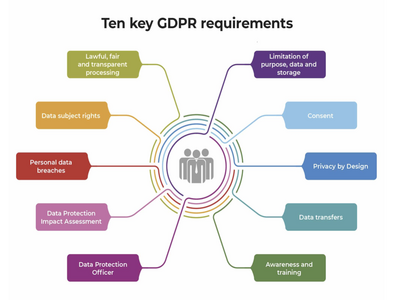 Ten key GDPR requirements
Lawful, fair
and transparent
processing
Limitation of
purpose, data and
storage
Data subject rights
Consent
Personal data
breaches
Privacy by Design
Data Protection
Impact Assessment
Data transfers
Data Protection
Officer
Awareness and
training